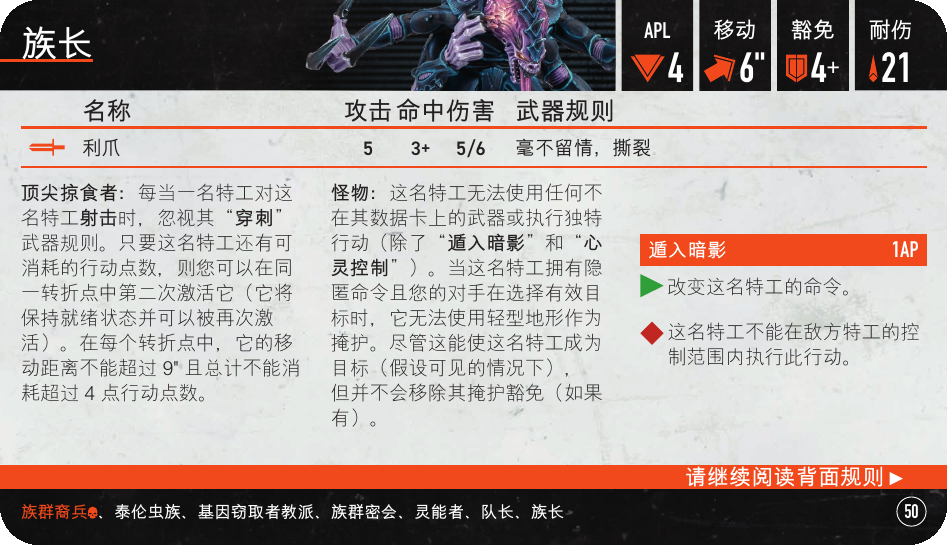 族长
APL
4
移动
6"
豁免
4+
耐伤
21
名称 攻击 命中 伤害 武器规则
利爪 5 3+ 5/6 毫不留情，撕裂
顶尖掠食者：每当一名特工对这
名特工射击时，忽视其“穿刺”
武器规则。只要这名特工还有可
消耗的行动点数，则您可以在同
一转折点中第二次激活它（它将
保持就绪状态并可以被再次激
活）。在每个转折点中，它的移
动距离不能超过 9" 且总计不能消
耗超过 4 点行动点数。
怪物：这名特工无法使用任何不
在其数据卡上的武器或执行独特
行动（除了“遁入暗影”和“心
灵控制”）。当这名特工拥有隐
匿命令且您的对手在选择有效目
标时，它无法使用轻型地形作为
掩护。尽管这能使这名特工成为
目标（假设可见的情况下），
但并不会移除其掩护豁免（如果
有）。
遁入暗影 1AP
改变这名特工的命令。
这名特工不能在敌方特工的控
制范围内执行此行动。
请继续阅读背面规则
族群裔兵、泰伦虫族、基因窃取者教派、族群密会、灵能者、队长、族长
50